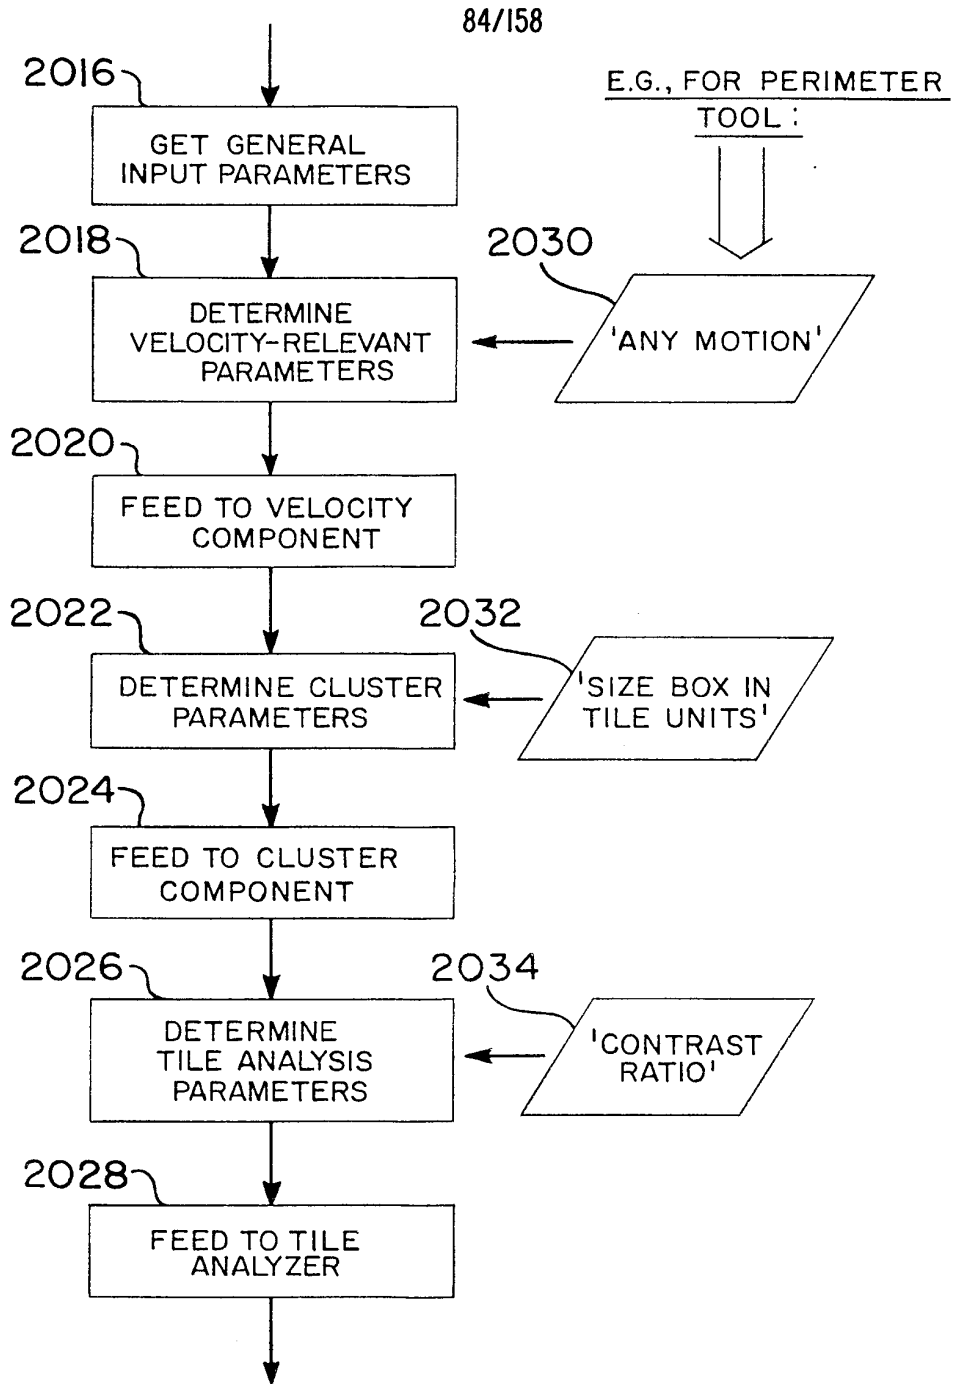 84/158
E.G., FOR PERIMETER
TOOL:
2016
GET GENERAL
INPUT PARAMETERS
2018
DETERMINE
VELOCITY-RELEVANT
PARAMETERS
2030
'ANY MOTION'
2020
FEED TO VELOCITY
COMPONENT
2022
DETERMINE CLUSTER
PARAMETERS
2032
'SIZE BOX IN
TILE UNITS'
2024
FEED TO CLUSTER
COMPONENT
2026
DETERMINE
TILE ANALYSIS
PARAMETERS
2034
'CONTRAST
RATIO'
2028
FEED TO TILE
ANALYZER